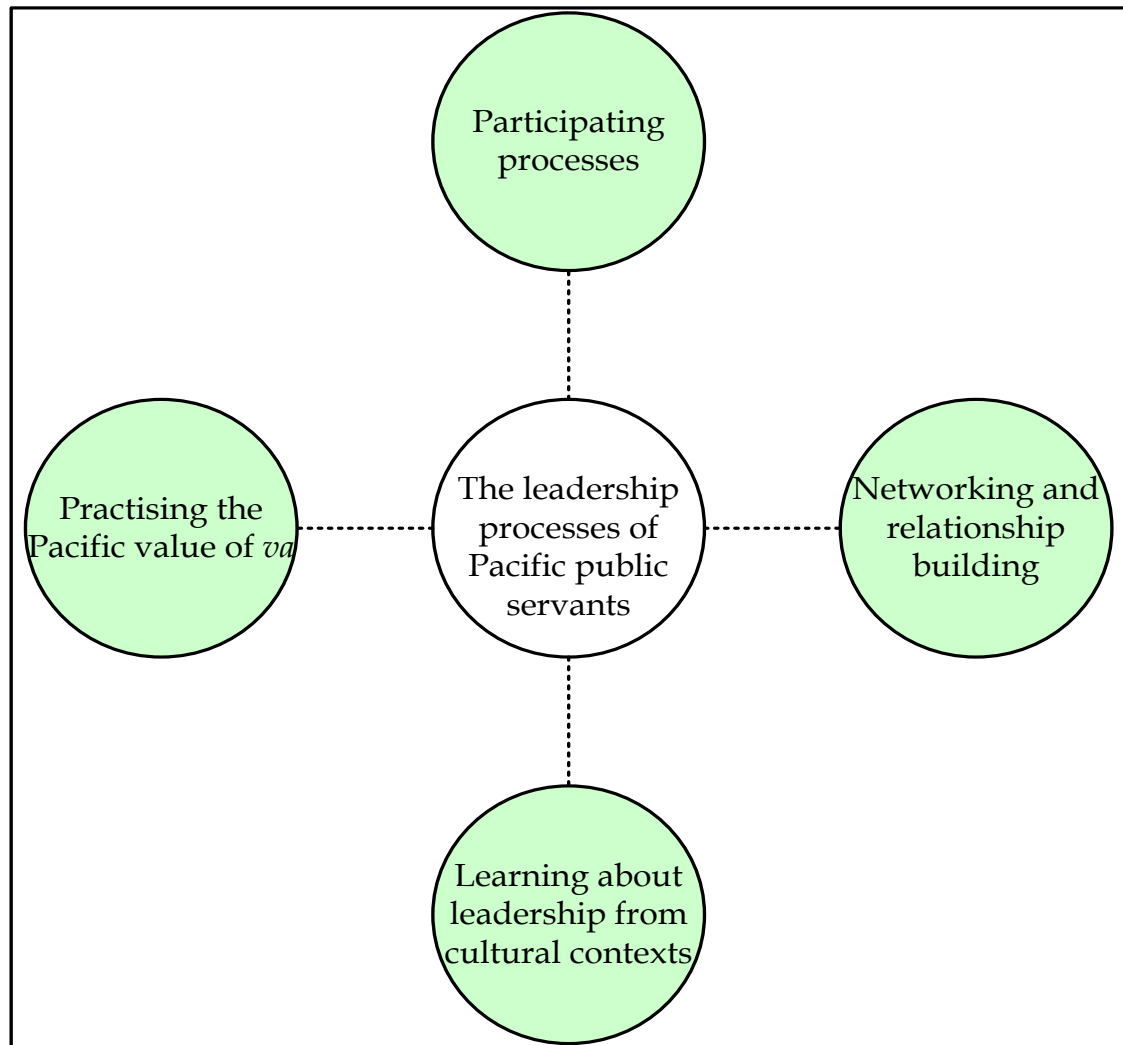 Participating
processes
Practising the
Pacific value of va
The leadership
processes of
Pacific public
servants
Networking and
relationship
building
Learning about
leadership from
cultural contexts